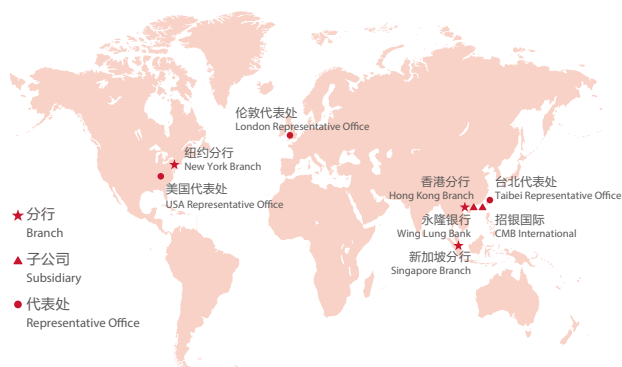 伦敦代表处
London Representative Office
纽约分行
New York Branch
美国代表处
USA Representative Office
香港分行
Hong Kong Branch
台北代表处
Taibei Representative Office
永隆银行
Wing Lung Bank
招银国际
CMB International
新加坡分行
Singapore Branch
分行
Branch
子公司
Subsidiary
代表处
Representative Office